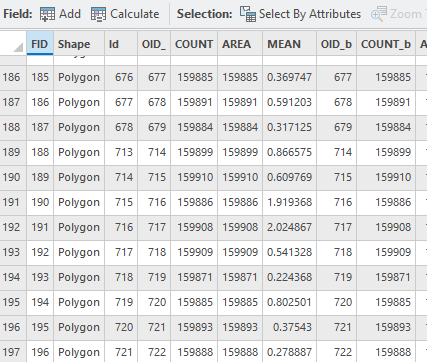 Field: Add Calculate Selection: Select By Attributes Zoom T
FID Shape Id OID_ COUNT AREA MEAN OID_b COUNT_b A
186 185 Polygon 676 677 159885 159885 0.369747 677 159885
187 186 Polygon 677 678 159891 159891 0.591203 678 159891
188 187 Polygon 678 679 159884 159884 0.317125 679 159884
189 188 Polygon 713 714 159899 159899 0.866575 714 159899
190 189 Polygon 714 715 159910 159910 0.609769 715 159910
191 190 Polygon 715 716 159886 159886 1.919368 716 159886
192 191 Polygon 716 717 159908 159908 2.024867 717 159908
193 192 Polygon 717 718 159909 159909 0.541328 718 159909
194 193 Polygon 718 719 159871 159871 0.224368 719 159871
195 194 Polygon 719 720 159885 159885 0.802501 720 159885
196 195 Polygon 720 721 159893 159893 0.37543 721 159893
197 196 Polygon 721 722 159888 159888 0.278887 722 159888